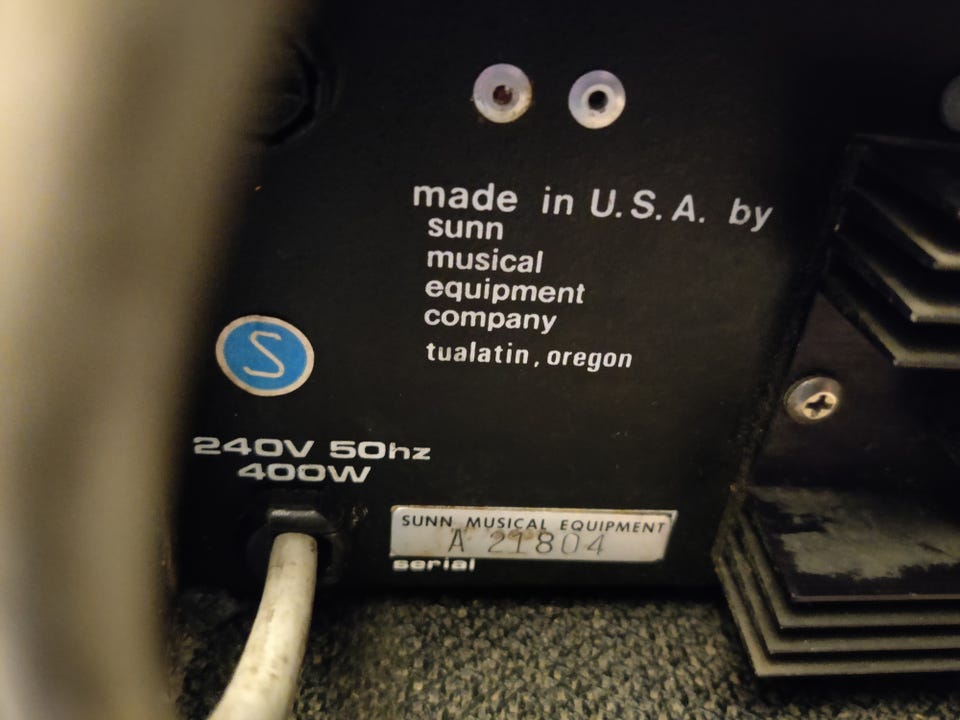 made in U.S.A. by
sunn
musical
equipment
company
tualatin, oregon
S
240V 50hz
400W
SUNN MUSICAL EQUIPMENT
A 21804
serial